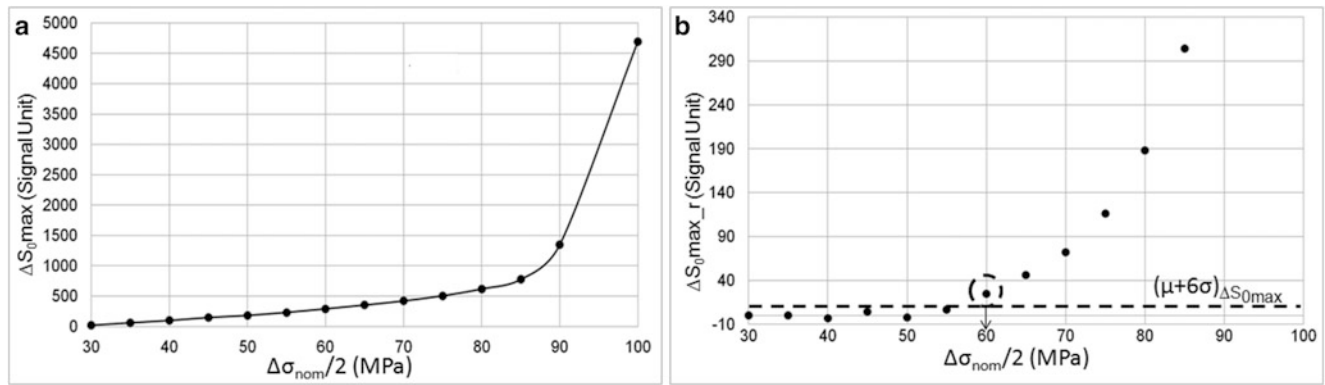 a
5000
4500
4000
3500
3000
2500
2000
1500
1000
500
0
ΔS₀max (Signal Unit)
30 40 50 60 70 80 90 100
Δσnom/2 (MPa)
b
340
290
240
190
140
90
40
-10
ΔS₀max_r (Signal Unit)
(μ+6σ)ΔS0max
30 40 50 60 70 80 90 100
Δσnom/2 (MPa)